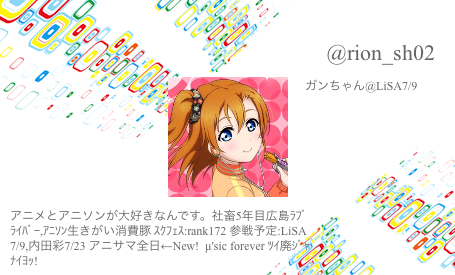 @rion_sh02
ガンちゃん@LiSA7/9
アニメとアニソンが大好きなんです。社畜5年目広島ﾗﾌﾞ
ﾗｲﾊﾞｰ,ｱﾆｿﾝ生きがい消費豚 ｽｸﾌｪｽ:rank172 参戦予定:LiSA
7/9,内田彩7/23 アニサマ全日←New! μ'sic forever ﾂｲ廃ｼﾞｬ
ﾅｲﾖｯ!